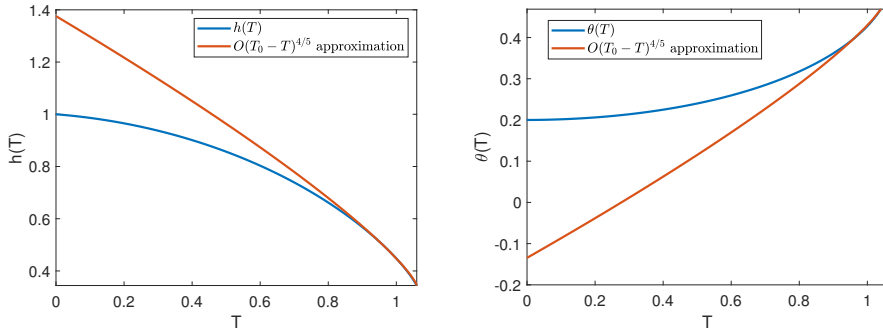 1.4
1.2
1
0.8
0.6
0.4
h(T)
h(T)
O(T₀ − T)^{4/5} approximation
0 0.2 0.4 0.6 0.8 1
T
0.4
0.3
0.2
0.1
0
-0.1
-0.2
θ(T)
θ(T)
O(T₀ − T)^{4/5} approximation
0 0.2 0.4 0.6 0.8 1
T